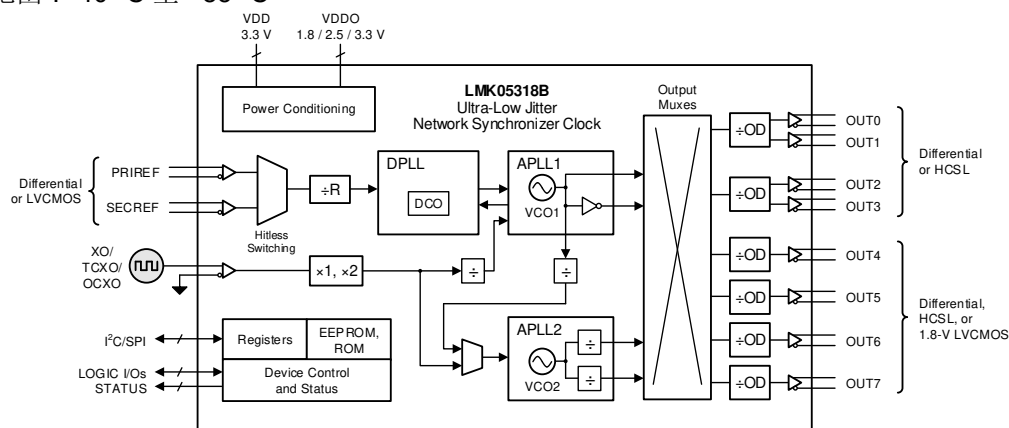 VDD
3.3 V
VDDO
1.8 / 2.5 / 3.3 V
Power Conditioning
LMK05318B
Ultra-Low Jitter
Network Synchronizer Clock
Output
Muxes
Differential
or LVCMOS
PRIREF
SECREF
Hitless
Switching
÷R
DPLL
DCO
APLL1
VCO1
XO/
TCXO/
OCXO
×1, ×2
÷
÷
APLL2
VCO2
÷
÷
I²C/SPI
LOGIC I/Os
STATUS
Registers
EEPROM,
ROM
Device Control
and Status
÷OD
÷OD
÷OD
÷OD
÷OD
÷OD
OUT0
OUT1
OUT2
OUT3
OUT4
OUT5
OUT6
OUT7
Differential
or HCSL
Differential,
HCSL, or
1.8-V LVCMOS